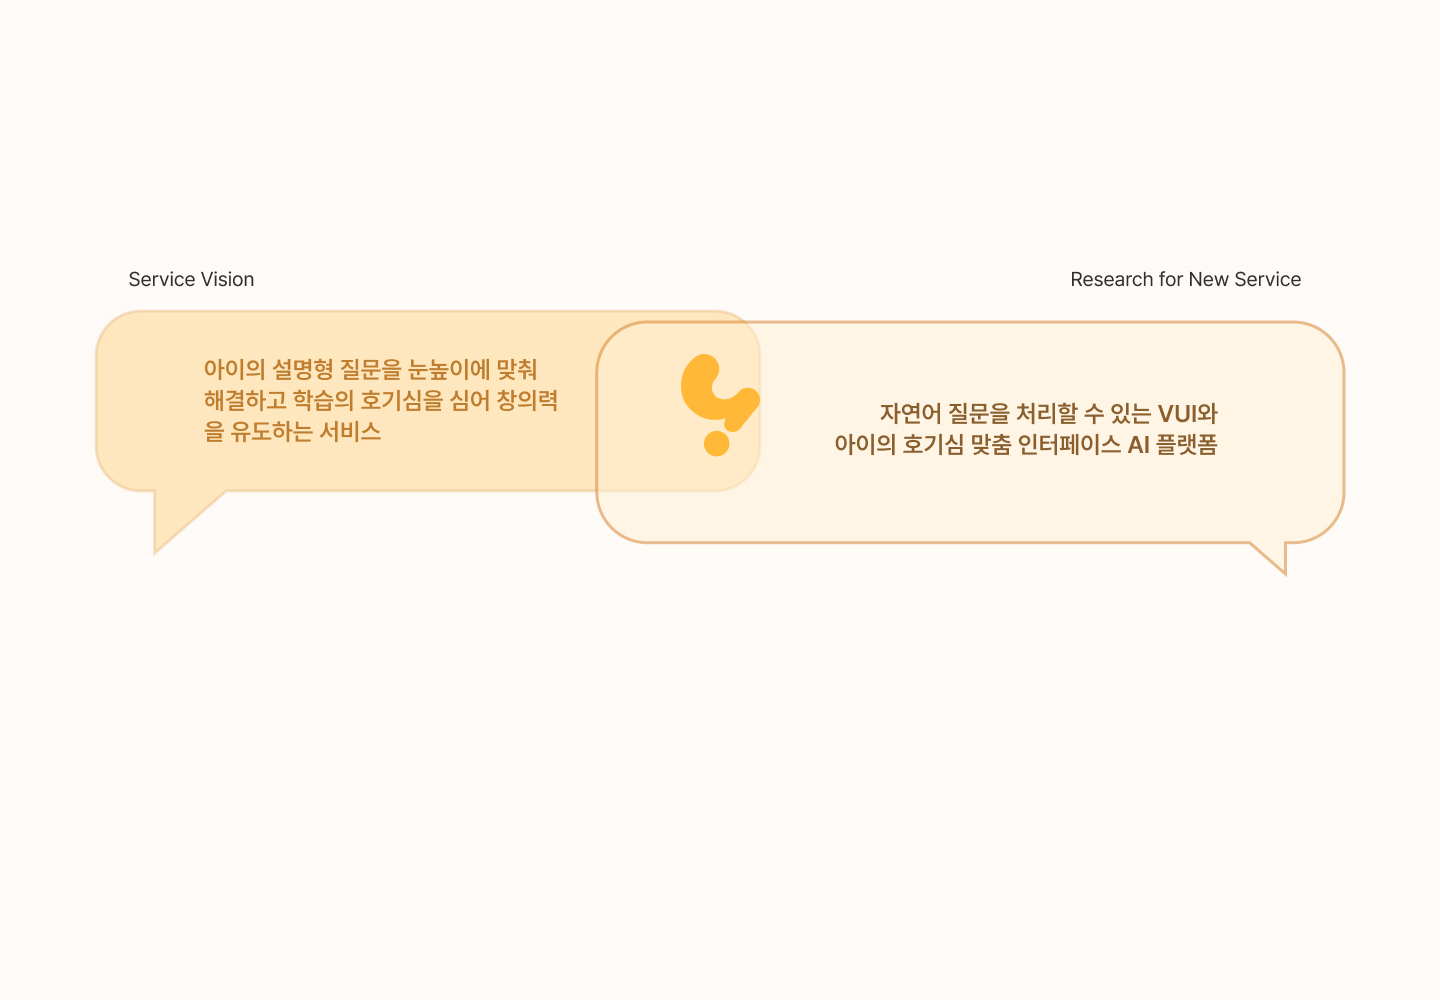 Service Vision
Research for New Service
아이의 설명형 질문을 눈높이에 맞춰
해결하고 학습의 호기심을 심어 창의력
을 유도하는 서비스
자연어 질문을 처리할 수 있는 VUI와
아이의 호기심 맞춤 인터페이스 AI 플랫폼